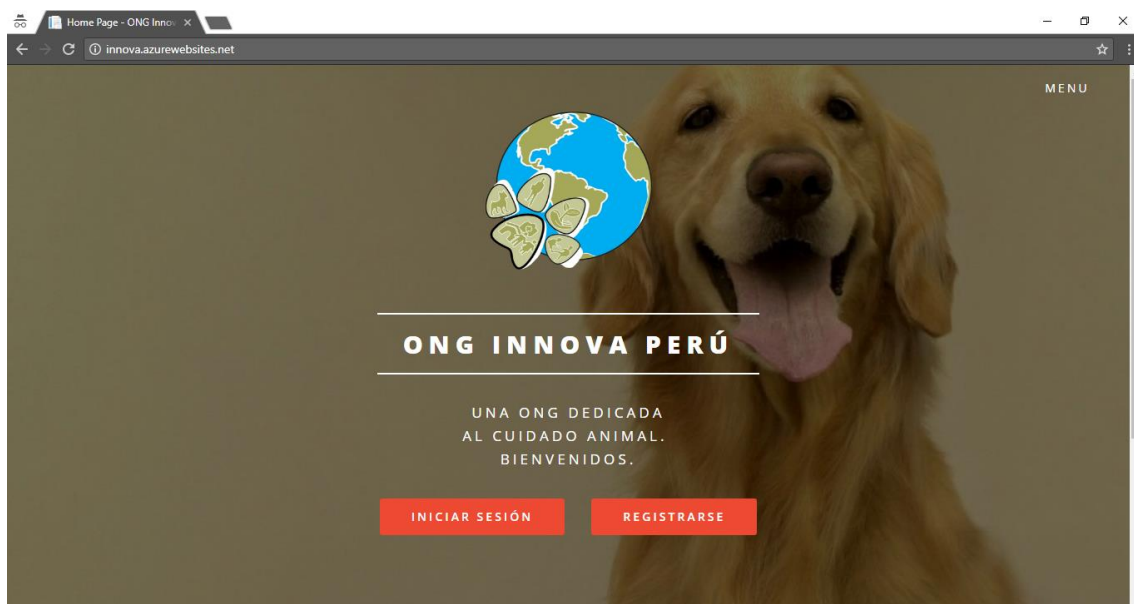 Home Page - ONG Innov
innova.azurewebsites.net
MENU
ONG INNOVA PERÚ
UNA ONG DEDICADA
AL CUIDADO ANIMAL.
BIENVENIDOS.
INICIAR SESIÓN
REGISTRARSE